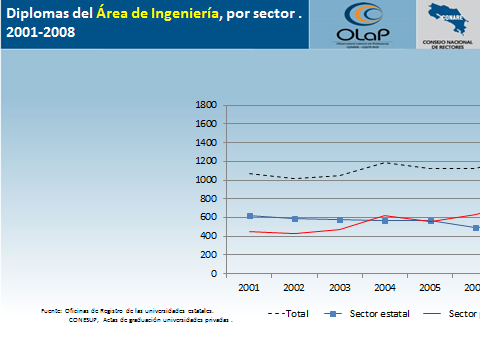 Diplomas del Área de Ingeniería, por sector .
2001-2008
OLaP
CONARE
CONSEJO NACIONAL
DE RECTORES
1800
1600
1400
1200
1000
800
600
400
200
0
2001 2002 2003 2004 2005
Total Sector estatal Sector
Fuente: Oficinas de Registro de las universidades estatales.
CONESUP, Actas de graduación universidades privadas .